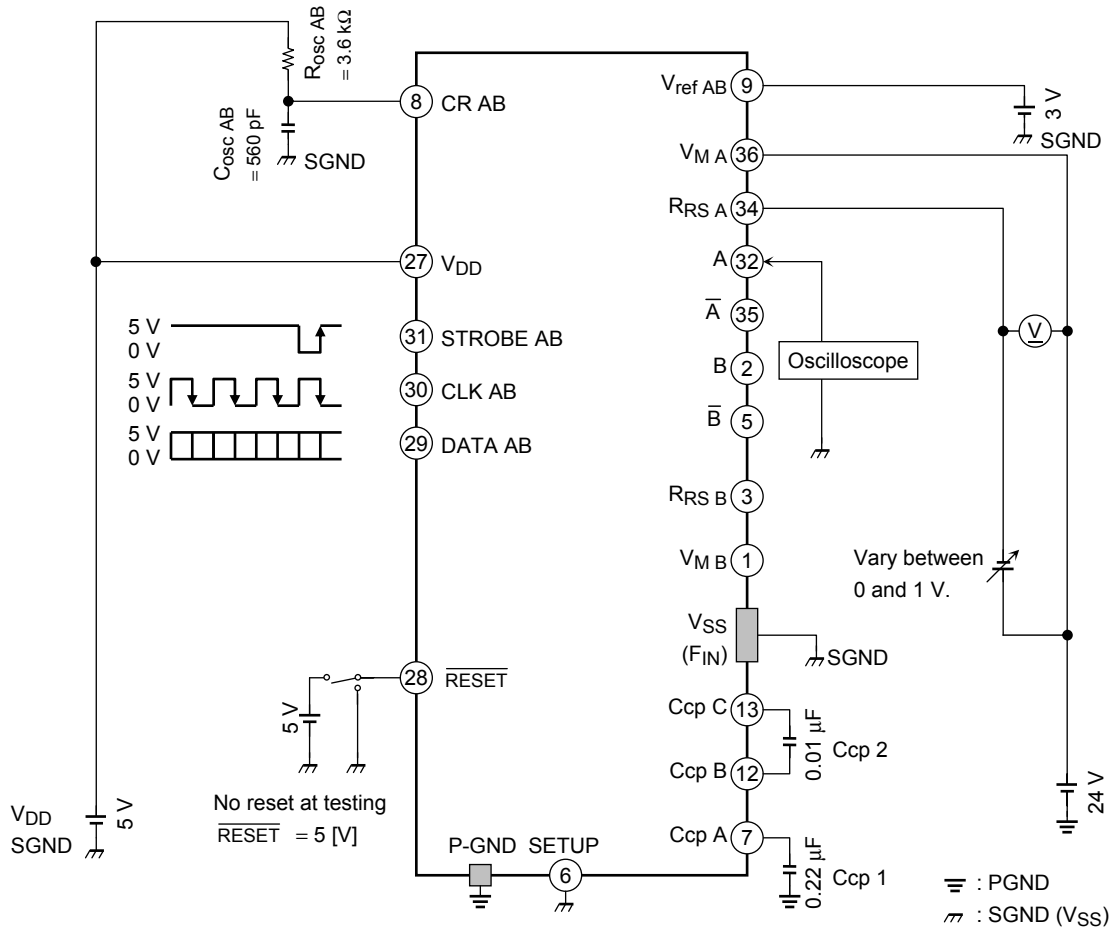 Rosc AB
= 3.6 kΩ
Cosc AB
= 560 pF
SGND
8 CR AB
27 VDD
5 V
0 V
31 STROBE AB
5 V
0 V
30 CLK AB
5 V
0 V
29 DATA AB
28 RESET
5 V
No reset at testing
RESET = 5 [V]
VDD
SGND
5 V
P-GND
SETUP
6
Vref AB 9
3 V
SGND
VM A 36
RRS A 34
A 32
A 35
B 2
B 5
Oscilloscope
V
RRS B 3
VM B 1
Vary between
0 and 1 V.
VSS
(FIN)
SGND
Ccp C 13
0.01 μF
Ccp 2
Ccp B 12
Ccp A 7
0.22 μF
Ccp 1
24 V
: PGND
: SGND (VSS)